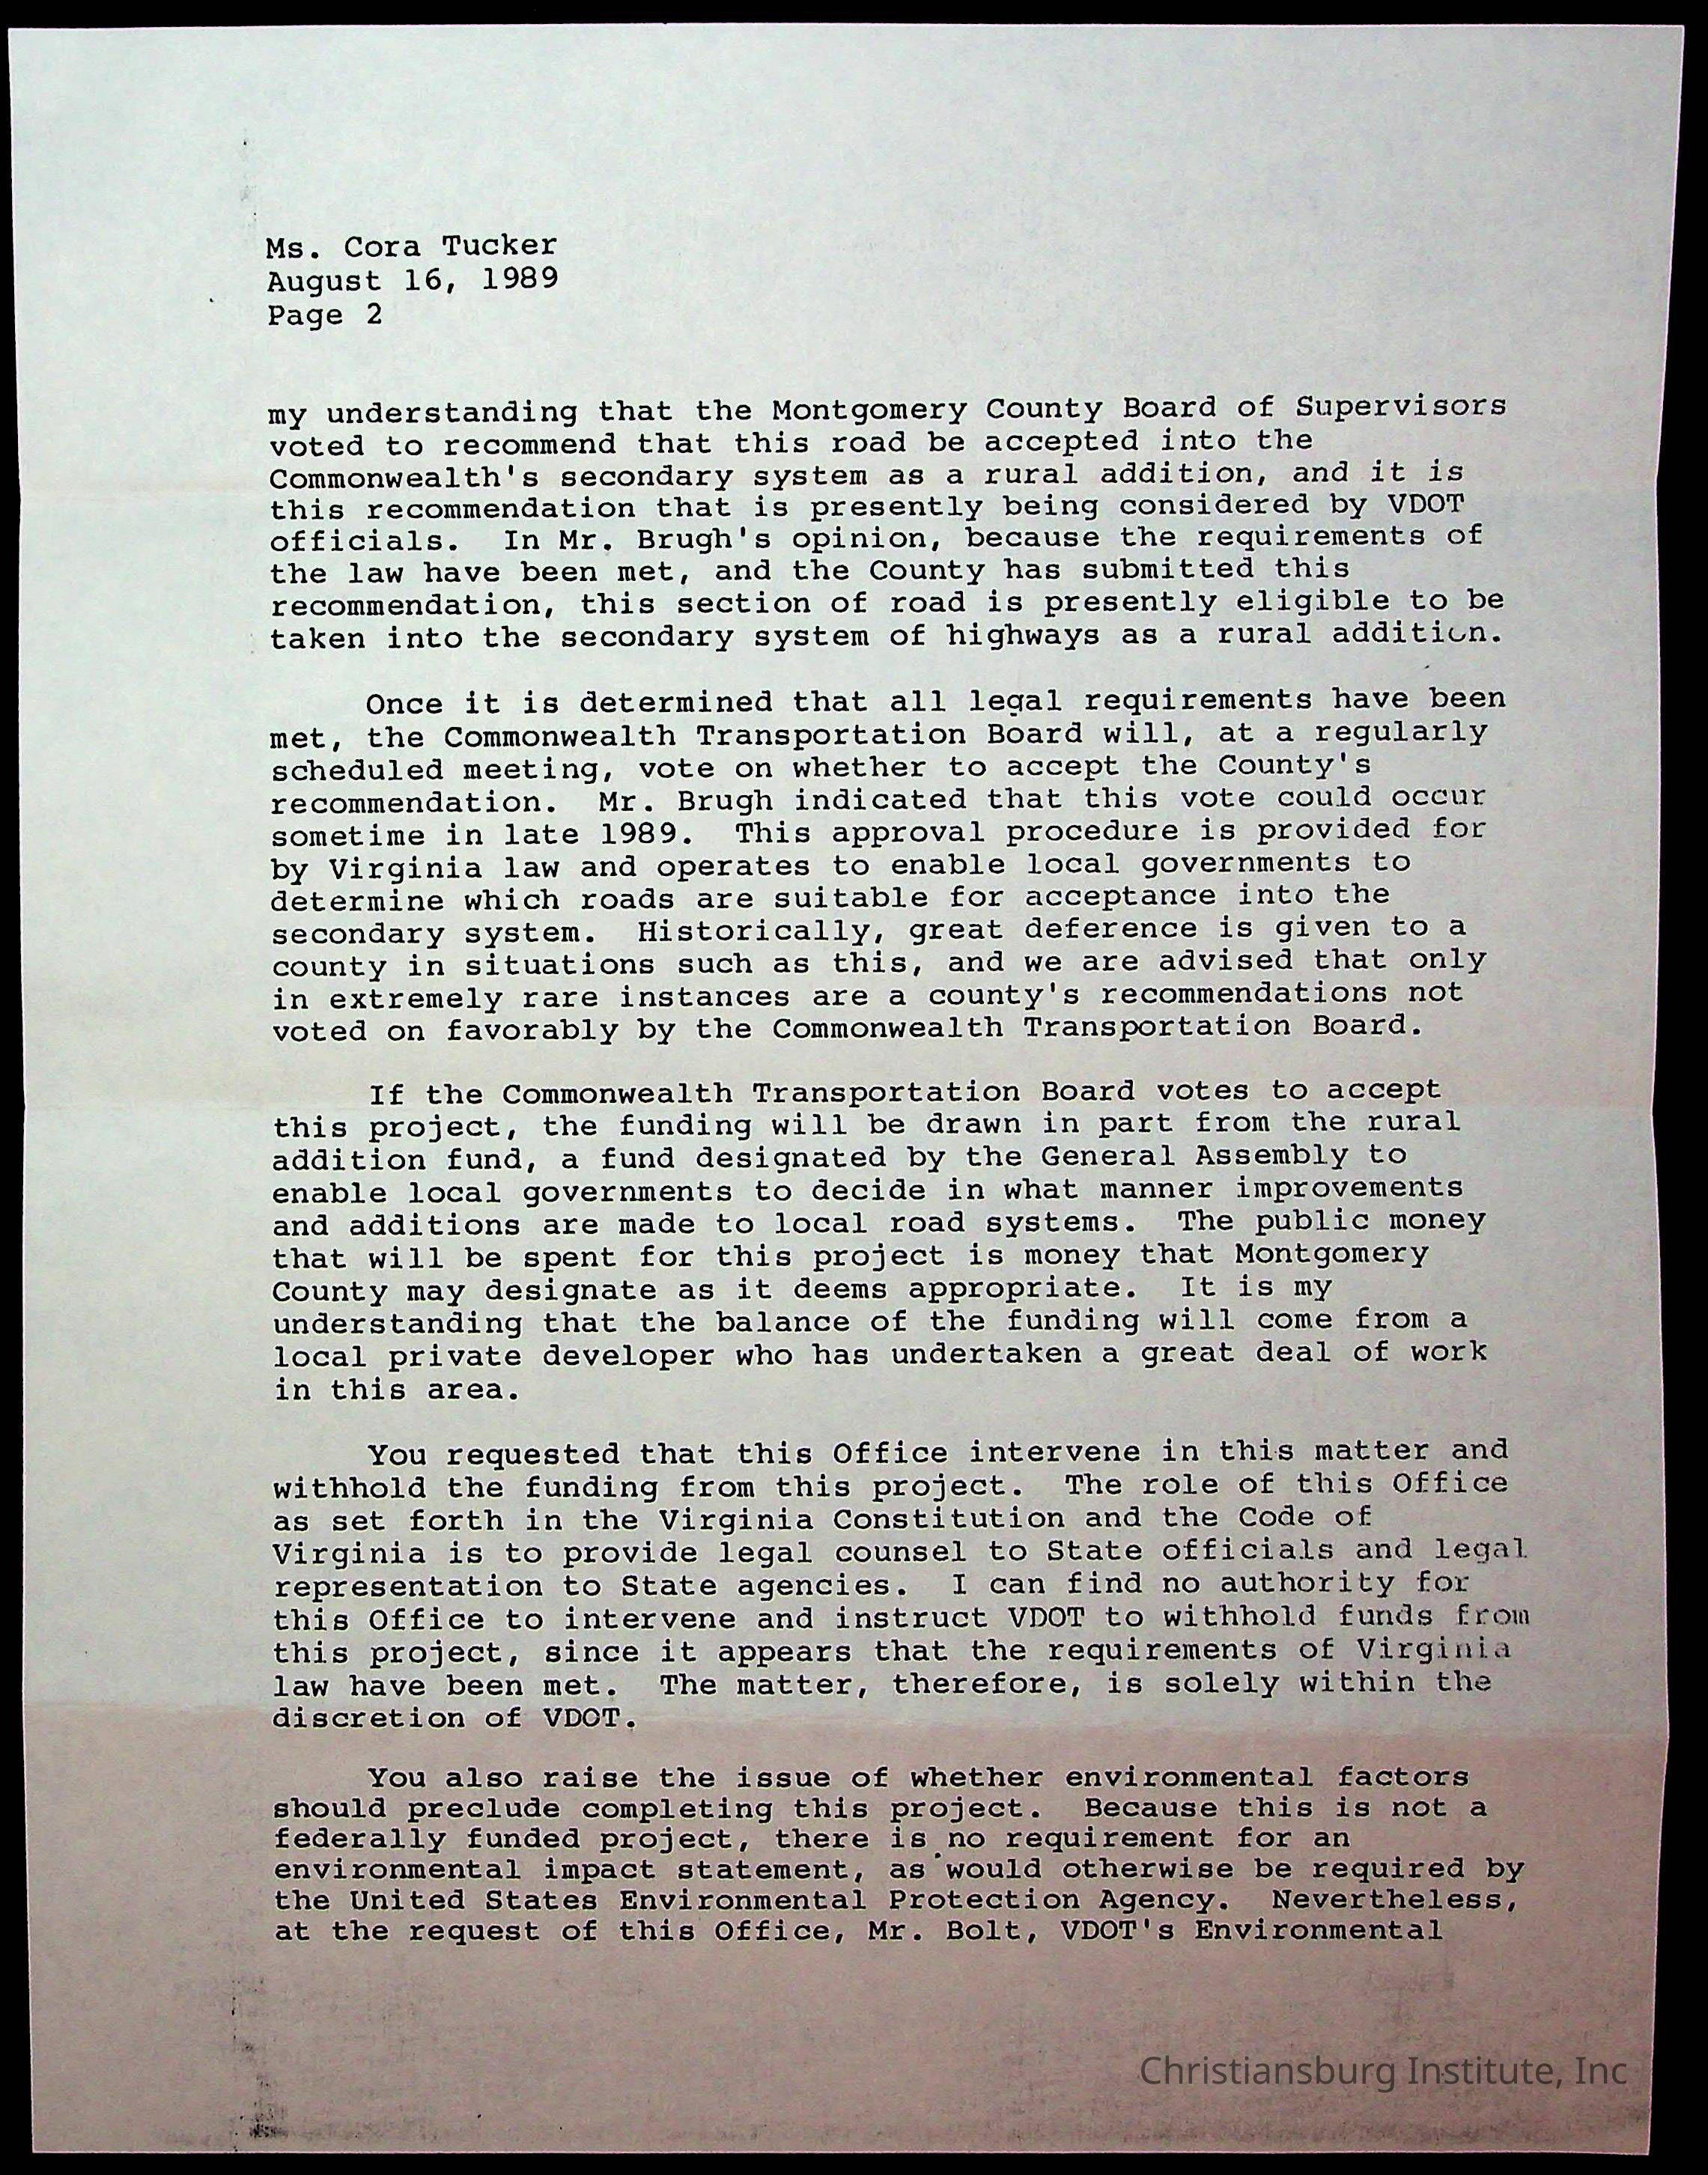 Ms. Cora Tucker
August 16, 1989
Page 2
my understanding that the Montgomery County Board of Supervisors
voted to recommend that this road be accepted into the
Commonwealth's secondary system as a rural addition, and it is
this recommendation that is presently being considered by VDOT
officials.  In Mr. Brugh's opinion, because the requirements of
the law have been met, and the County has submitted this
recommendation, this section of road is presently eligible to be
taken into the secondary system of highways as a rural addition.
Once it is determined that all legal requirements have been
met, the Commonwealth Transportation Board will, at a regularly
scheduled meeting, vote on whether to accept the County's
recommendation.  Mr. Brugh indicated that this vote could occur
sometime in late 1989.  This approval procedure is provided for
by Virginia law and operates to enable local governments to
determine which roads are suitable for acceptance into the
secondary system.  Historically, great deference is given to a
county in situations such as this, and we are advised that only
in extremely rare instances are a county's recommendations not
voted on favorably by the Commonwealth Transportation Board.
If the Commonwealth Transportation Board votes to accept
this project, the funding will be drawn in part from the rural
addition fund, a fund designated by the General Assembly to
enable local governments to decide in what manner improvements
and additions are made to local road systems.  The public money
that will be spent for this project is money that Montgomery
County may designate as it deems appropriate.  It is my
understanding that the balance of the funding will come from a
local private developer who has undertaken a great deal of work
in this area.
You requested that this Office intervene in this matter and
withhold the funding from this project.  The role of this Office
as set forth in the Virginia Constitution and the Code of
Virginia is to provide legal counsel to State officials and legal
representation to State agencies.  I can find no authority for
this Office to intervene and instruct VDOT to withhold funds from
this project, since it appears that the requirements of Virginia
law have been met.  The matter, therefore, is solely within the
discretion of VDOT.
You also raise the issue of whether environmental factors
should preclude completing this project.  Because this is not a
federally funded project, there is no requirement for an
environmental impact statement, as would otherwise be required by
the United States Environmental Protection Agency.  Nevertheless,
at the request of this Office, Mr. Bolt, VDOT's Environmental
Christiansburg Institute, Inc